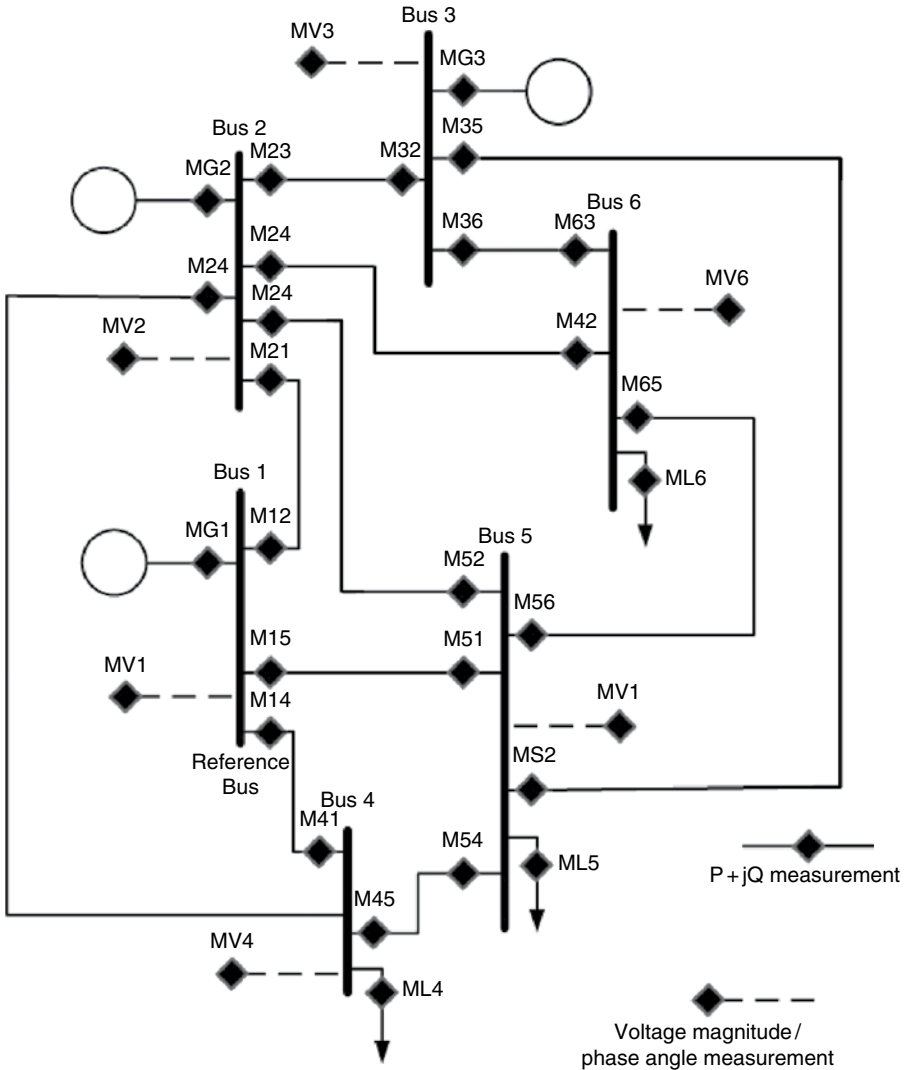 Bus 3
MV3
MG3
Bus 2
M23
M32
M35
MG2
Bus 6
M36
M63
M24
M24
M24
MV6
MV2
M42
M21
M65
Bus 1
ML6
MG1
M12
Bus 5
M52
M56
M15
M51
MV1
MV1
M14
MS2
Reference
Bus
Bus 4
M41
M54
ML5
P+jQ measurement
M45
MV4
ML4
Voltage magnitude/
phase angle measurement